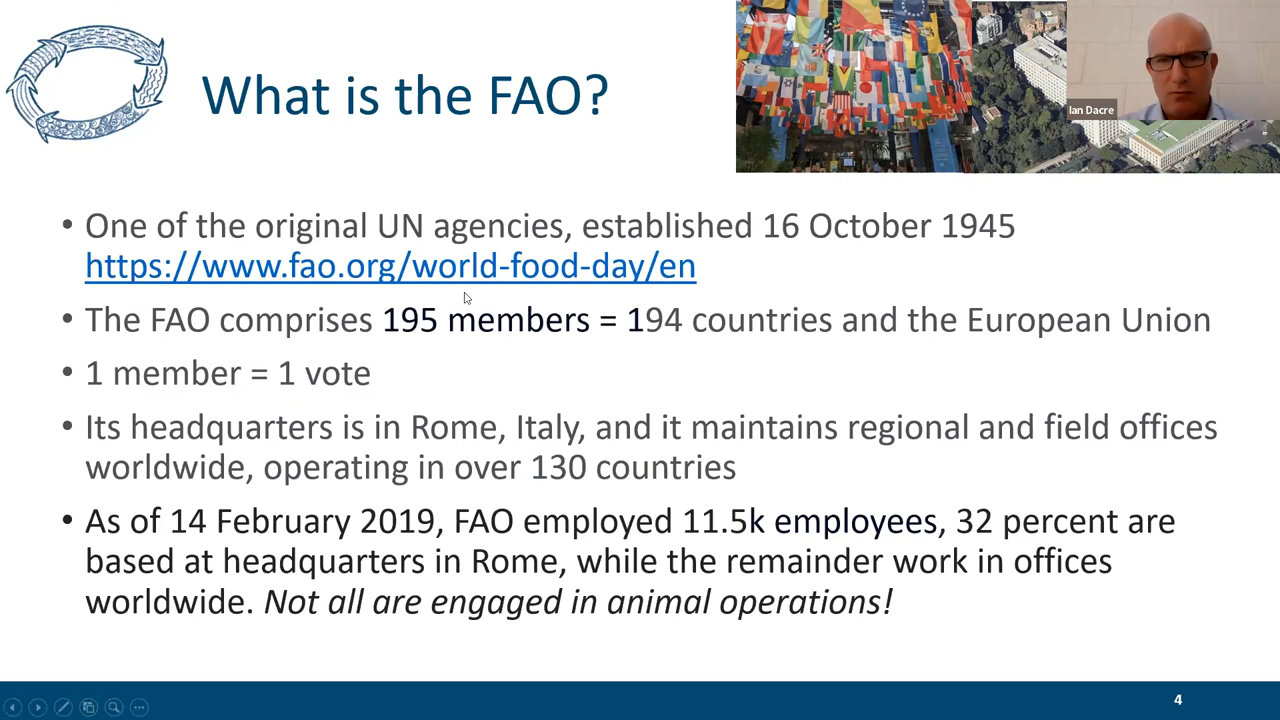 What is the FAO?
Ian Dacre
• One of the original UN agencies, established 16 October 1945
https://www.fao.org/world-food-day/en
• The FAO comprises 195 members = 194 countries and the European Union
• 1 member = 1 vote
• Its headquarters is in Rome, Italy, and it maintains regional and field offices
worldwide, operating in over 130 countries
• As of 14 February 2019, FAO employed 11.5k employees, 32 percent are
based at headquarters in Rome, while the remainder work in offices
worldwide. Not all are engaged in animal operations!
4